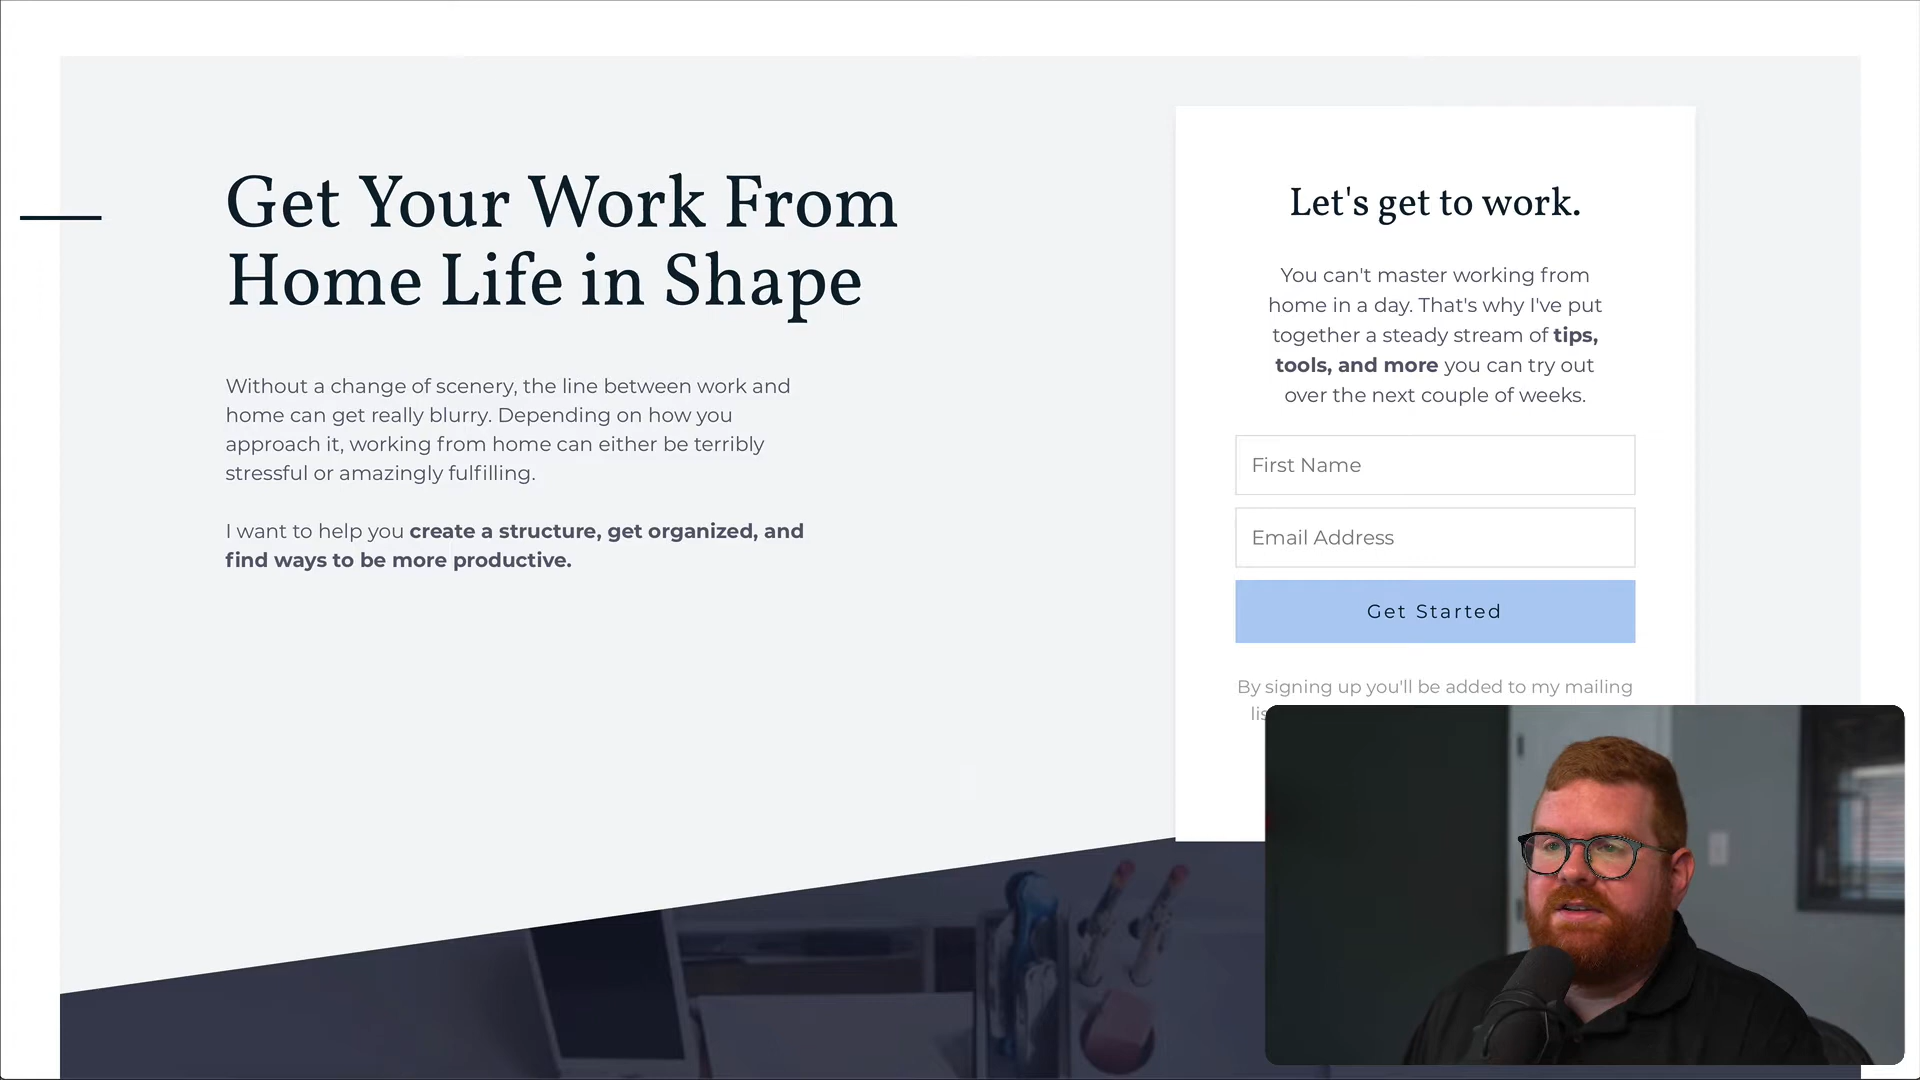 Get Your Work From
Home Life in Shape
Without a change of scenery, the line between work and
home can get really blurry. Depending on how you
approach it, working from home can either be terribly
stressful or amazingly fulfilling.
I want to help you create a structure, get organized, and
find ways to be more productive.
Let's get to work.
You can't master working from
home in a day. That's why I've put
together a steady stream of tips,
tools, and more you can try out
over the next couple of weeks.
First Name
Email Address
Get Started
By signing up you'll be added to my mailing